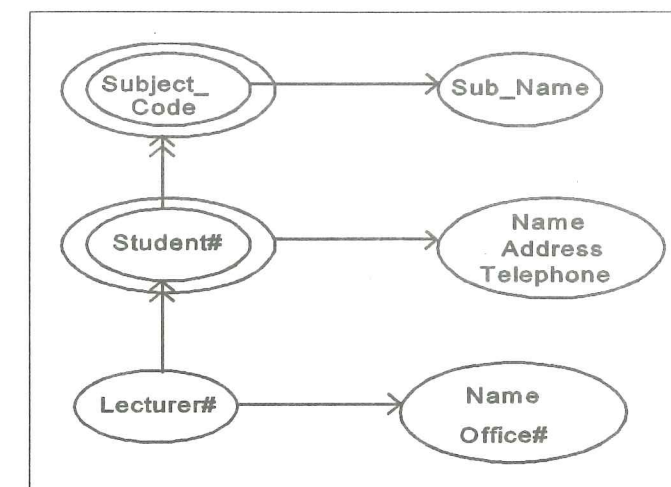 Subject_
Code
Sub_Name
Student#
Name
Address
Telephone
Lecturer#
Name
Office#